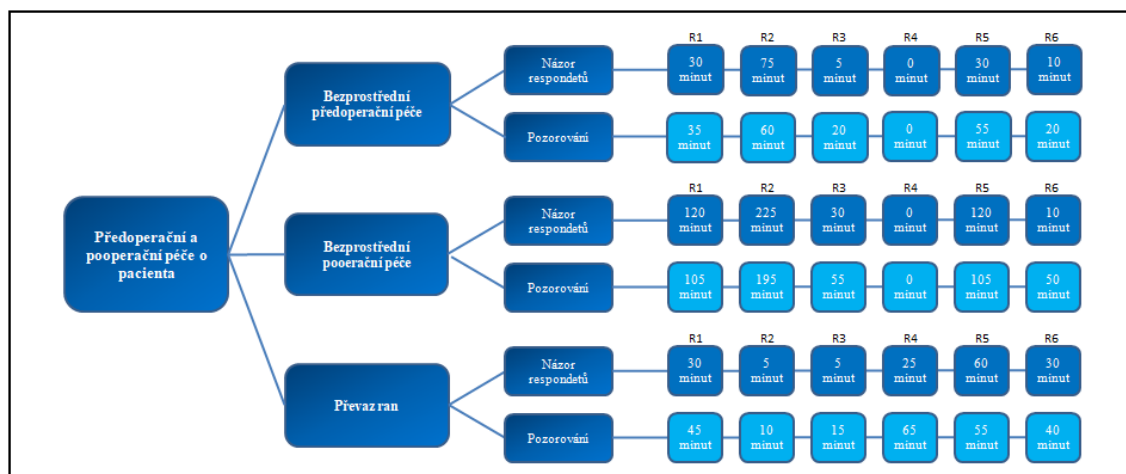 Předoperační a
pooperační péče o
pacienta
Bezprostřední
předoperační péče
Názor
respondetů
R1 R2 R3 R4 R5 R6
30 minut 75 minut 5 minut 0 minut 30 minut 10 minut
Pozorování
35 minut 60 minut 20 minut 0 minut 55 minut 20 minut
Bezprostřední
pooerační péče
Názor
respondetů
R1 R2 R3 R4 R5 R6
120 minut 225 minut 30 minut 0 minut 120 minut 10 minut
Pozorování
105 minut 195 minut 55 minut 0 minut 105 minut 50 minut
Převaz ran
Názor
respondetů
R1 R2 R3 R4 R5 R6
30 minut 5 minut 5 minut 25 minut 60 minut 30 minut
Pozorování
45 minut 10 minut 15 minut 65 minut 55 minut 40 minut